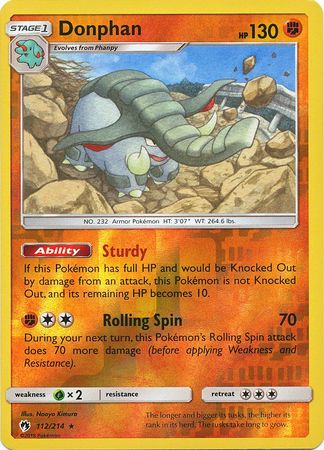 STAGE 1 Donphan HP 130
Evolves from Phanpy
NO. 232 Armor Pokémon HT: 3'07" WT: 264.6 lbs.
Ability Sturdy
If this Pokémon has full HP and would be Knocked Out
by damage from an attack, this Pokémon is not Knocked
Out, and its remaining HP becomes 10.
Rolling Spin 70
During your next turn, this Pokémon's Rolling Spin attack
does 70 more damage (before applying Weakness and
Resistance).
weakness × 2 resistance retreat
Illus. Naoyo Kimura
112/214 ★
©2019 Pokémon
The longer and bigger its tusks, the higher its
rank in its herd. The tusks take long to grow.